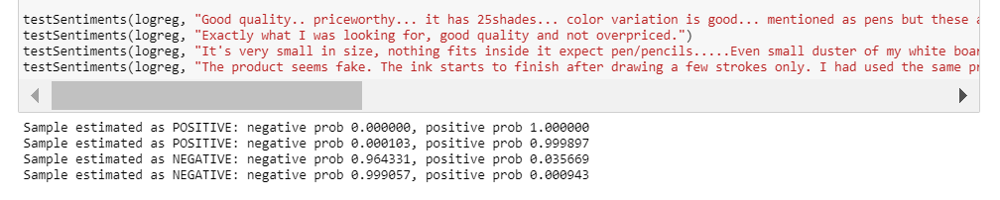 testSentiments(logreg, "Good quality.. priceworthy... it has 25shades... color variation is good... mentioned as pens but these a
testSentiments(logreg, "Exactly what I was looking for, good quality and not overpriced.")
testSentiments(logreg, "It's very small in size, nothing fits inside it expect pen/pencils.....Even small duster of my white boar
testSentiments(logreg, "The product seems fake. The ink starts to finish after drawing a few strokes only. I had used the same pr
Sample estimated as POSITIVE: negative prob 0.000000, positive prob 1.000000
Sample estimated as POSITIVE: negative prob 0.000103, positive prob 0.999897
Sample estimated as NEGATIVE: negative prob 0.964331, positive prob 0.035669
Sample estimated as NEGATIVE: negative prob 0.999057, positive prob 0.000943